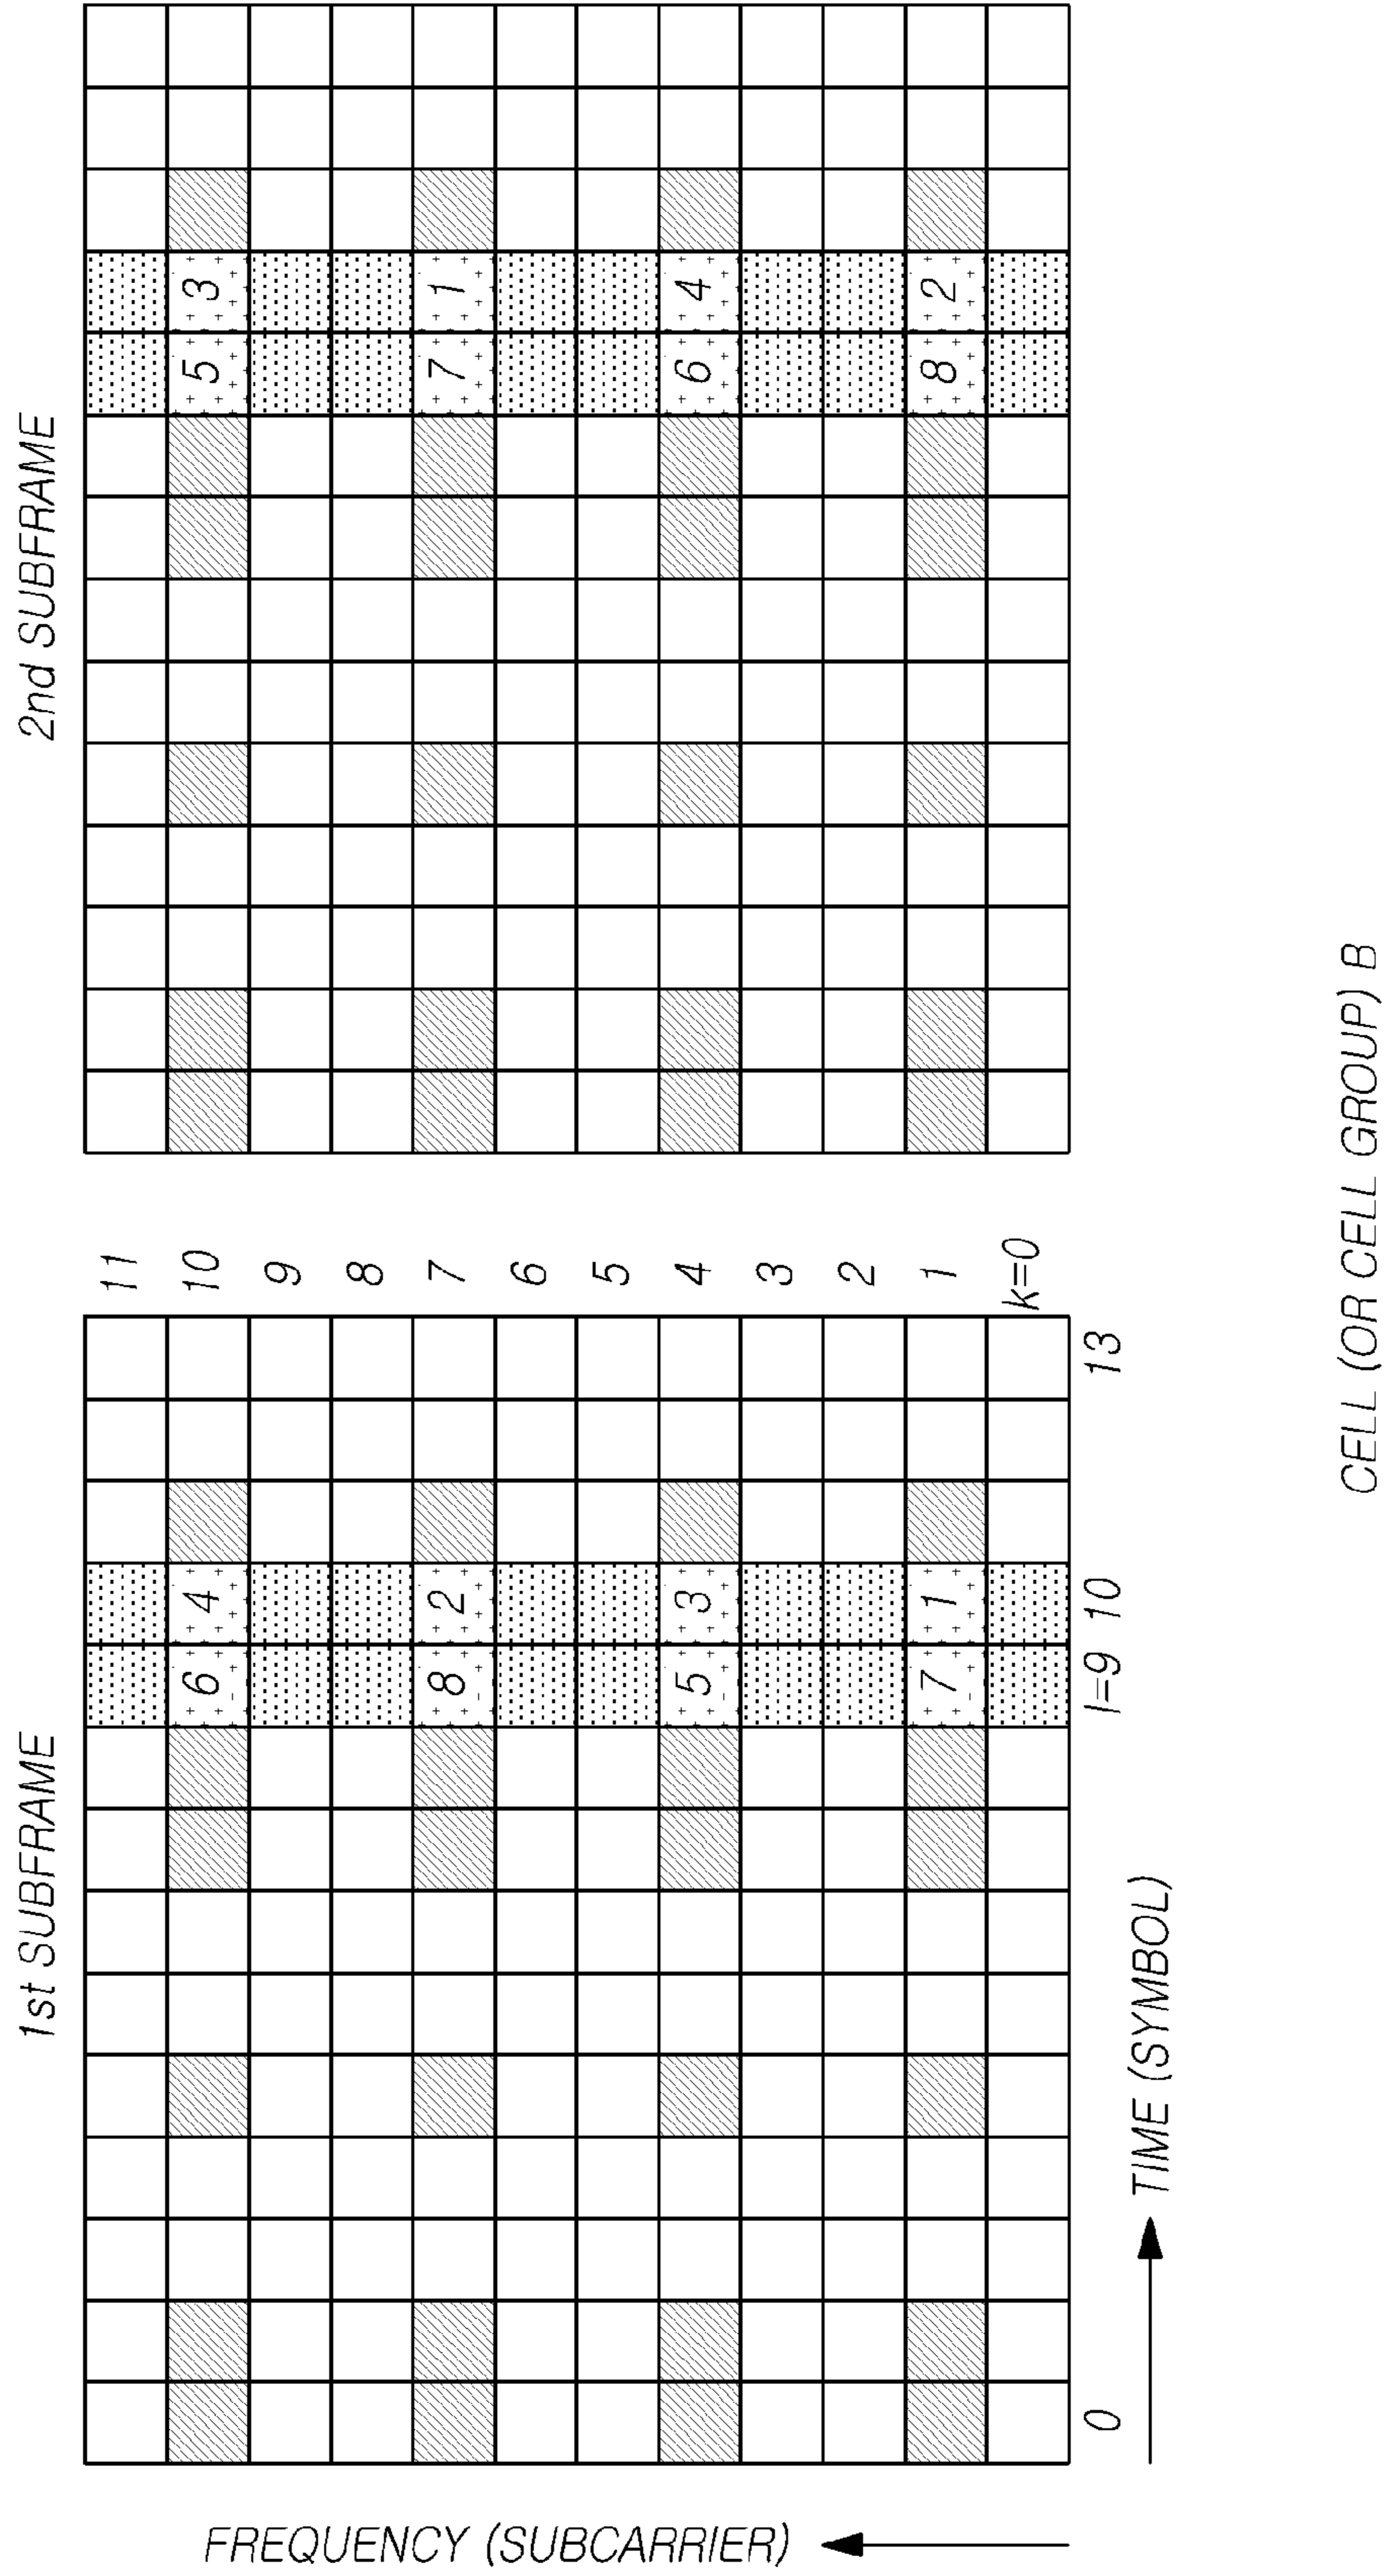 1st SUBFRAME 2nd SUBFRAME
11
6 4 10 5 3
9
8
8 2 7 7 1
6
5
5 3 4 6 4
3
2
7 1 1 8 2
k=0
0 l=9 10 13
FREQUENCY (SUBCARRIER)
TIME (SYMBOL)
CELL (OR CELL GROUP) B